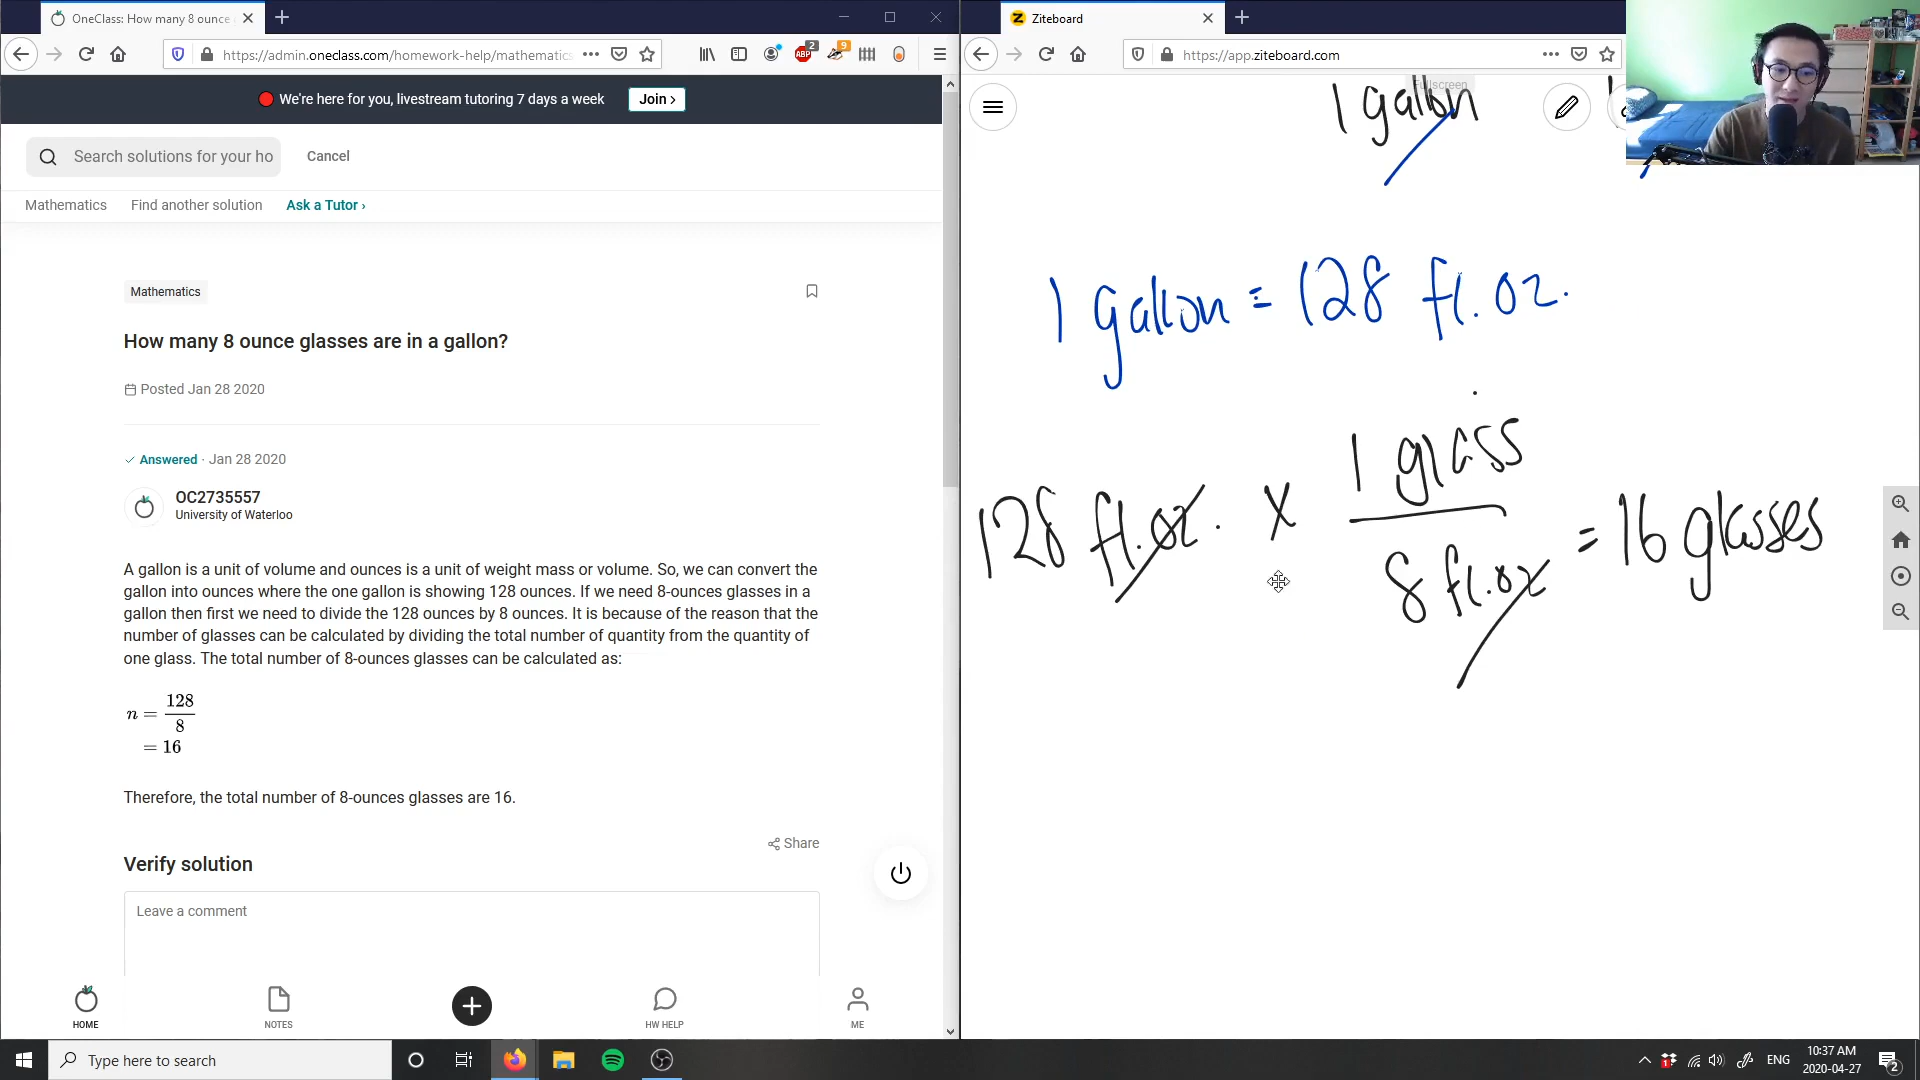 OneClass: How many 8 ounce
Ziteboard
https://admin.oneclass.com/homework-help/mathematics
ABP
2
9
https://app.ziteboard.com
We're here for you, livestream tutoring 7 days a week
Join ›
Search solutions for your ho
Cancel
Mathematics
Find another solution
Ask a Tutor ›
Mathematics
How many 8 ounce glasses are in a gallon?
Posted Jan 28 2020
Answered · Jan 28 2020
OC2735557
University of Waterloo
A gallon is a unit of volume and ounces is a unit of weight mass or volume. So, we can convert the
gallon into ounces where the one gallon is showing 128 ounces. If we need 8-ounces glasses in a
gallon then first we need to divide the 128 ounces by 8 ounces. It is because of the reason that the
number of glasses can be calculated by dividing the total number of quantity from the quantity of
one glass. The total number of 8-ounces glasses can be calculated as:
n = 128/8
= 16
Therefore, the total number of 8-ounces glasses are 16.
Share
Verify solution
Leave a comment
HOME
NOTES
HW HELP
ME
1 gallon
1 gallon = 128 fl.oz.
128 fl.oz. x 1 glass / 8 fl.oz = 16 glasses
Type here to search
ENG
10:37 AM
2020-04-27
2